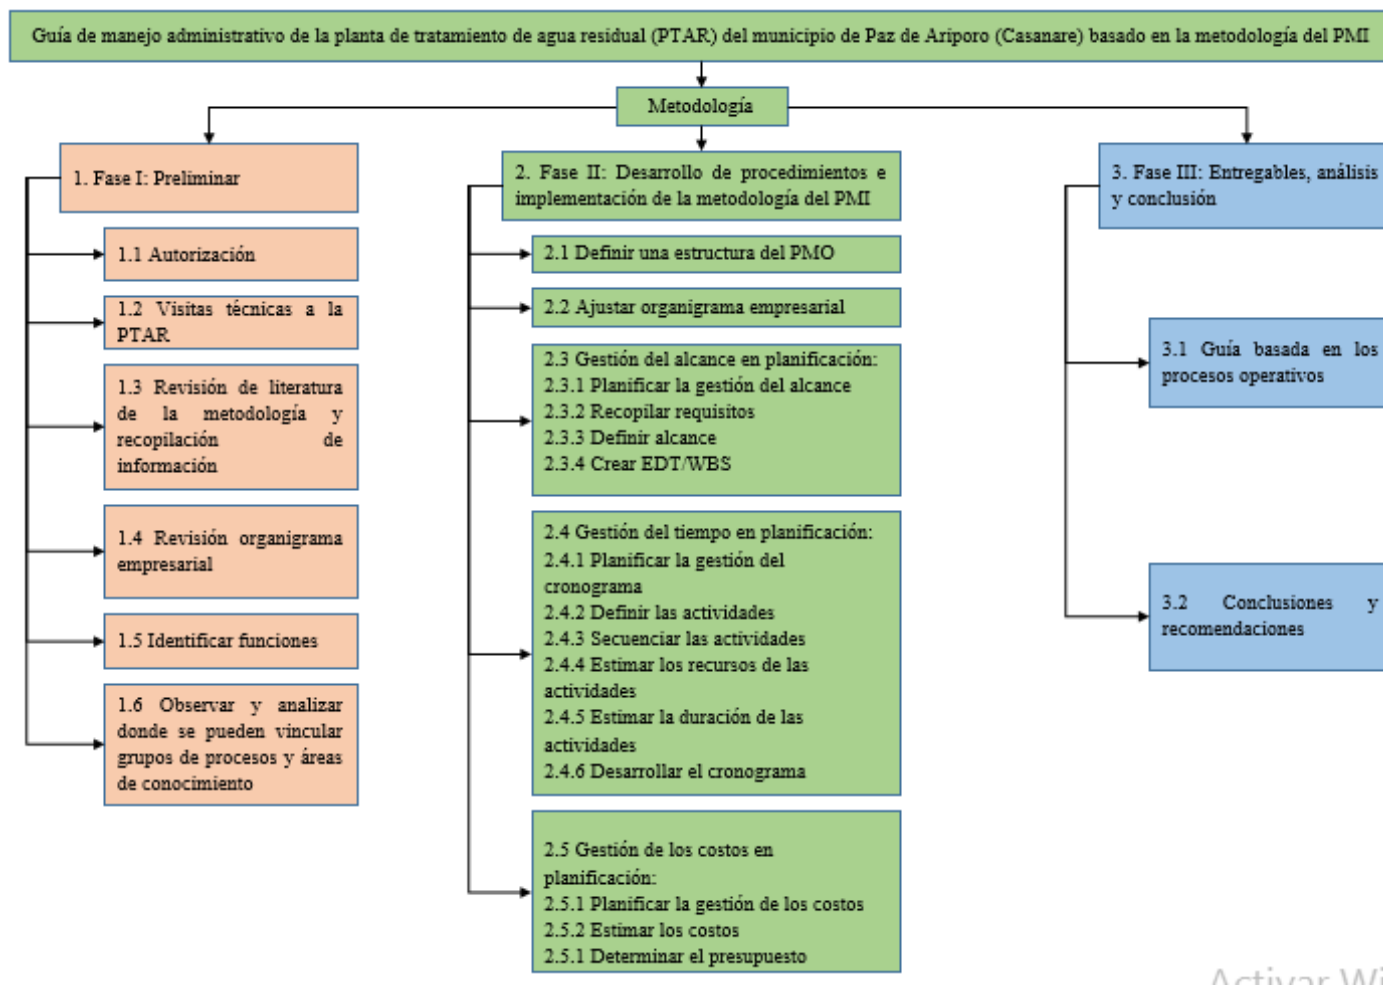 Guía de manejo administrativo de la planta de tratamiento de agua residual (PTAR) del municipio de Paz de Ariporo (Casanare) basado en la metodología del PMI
Metodología
1. Fase I: Preliminar
1.1 Autorización
1.2 Visitas técnicas a la
PTAR
1.3 Revisión de literatura
de la metodología y
recopilación de
información
1.4 Revisión organigrama
empresarial
1.5 Identificar funciones
1.6 Observar y analizar
donde se pueden vincular
grupos de procesos y áreas
de conocimiento
2. Fase II: Desarrollo de procedimientos e
implementación de la metodología del PMI
2.1 Definir una estructura del PMO
2.2 Ajustar organigrama empresarial
2.3 Gestión del alcance en planificación:
2.3.1 Planificar la gestión del alcance
2.3.2 Recopilar requisitos
2.3.3 Definir alcance
2.3.4 Crear EDT/WBS
2.4 Gestión del tiempo en planificación:
2.4.1 Planificar la gestión del
cronograma
2.4.2 Definir las actividades
2.4.3 Secuenciar las actividades
2.4.4 Estimar los recursos de las
actividades
2.4.5 Estimar la duración de las
actividades
2.4.6 Desarrollar el cronograma
2.5 Gestión de los costos en
planificación:
2.5.1 Planificar la gestión de los costos
2.5.2 Estimar los costos
2.5.1 Determinar el presupuesto
3. Fase III: Entregables, análisis
y conclusión
3.1 Guía basada en los
procesos operativos
3.2 Conclusiones y
recomendaciones
Activar Wi